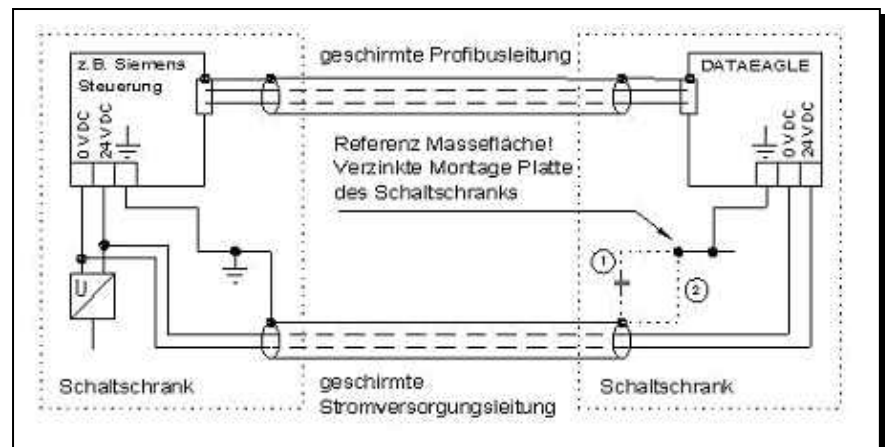 geschirmte Profibusleitung
z.B. Siemens
Steuerung
0 VDC
24 VDC
DATAEAGLE
0 VDC
24 VDC
Referenz Massefläche!
Verzinkte Montage Platte
des Schaltschranks
1
2
U
Schaltschrank
geschirmte
Stromversorgungsleitung
Schaltschrank